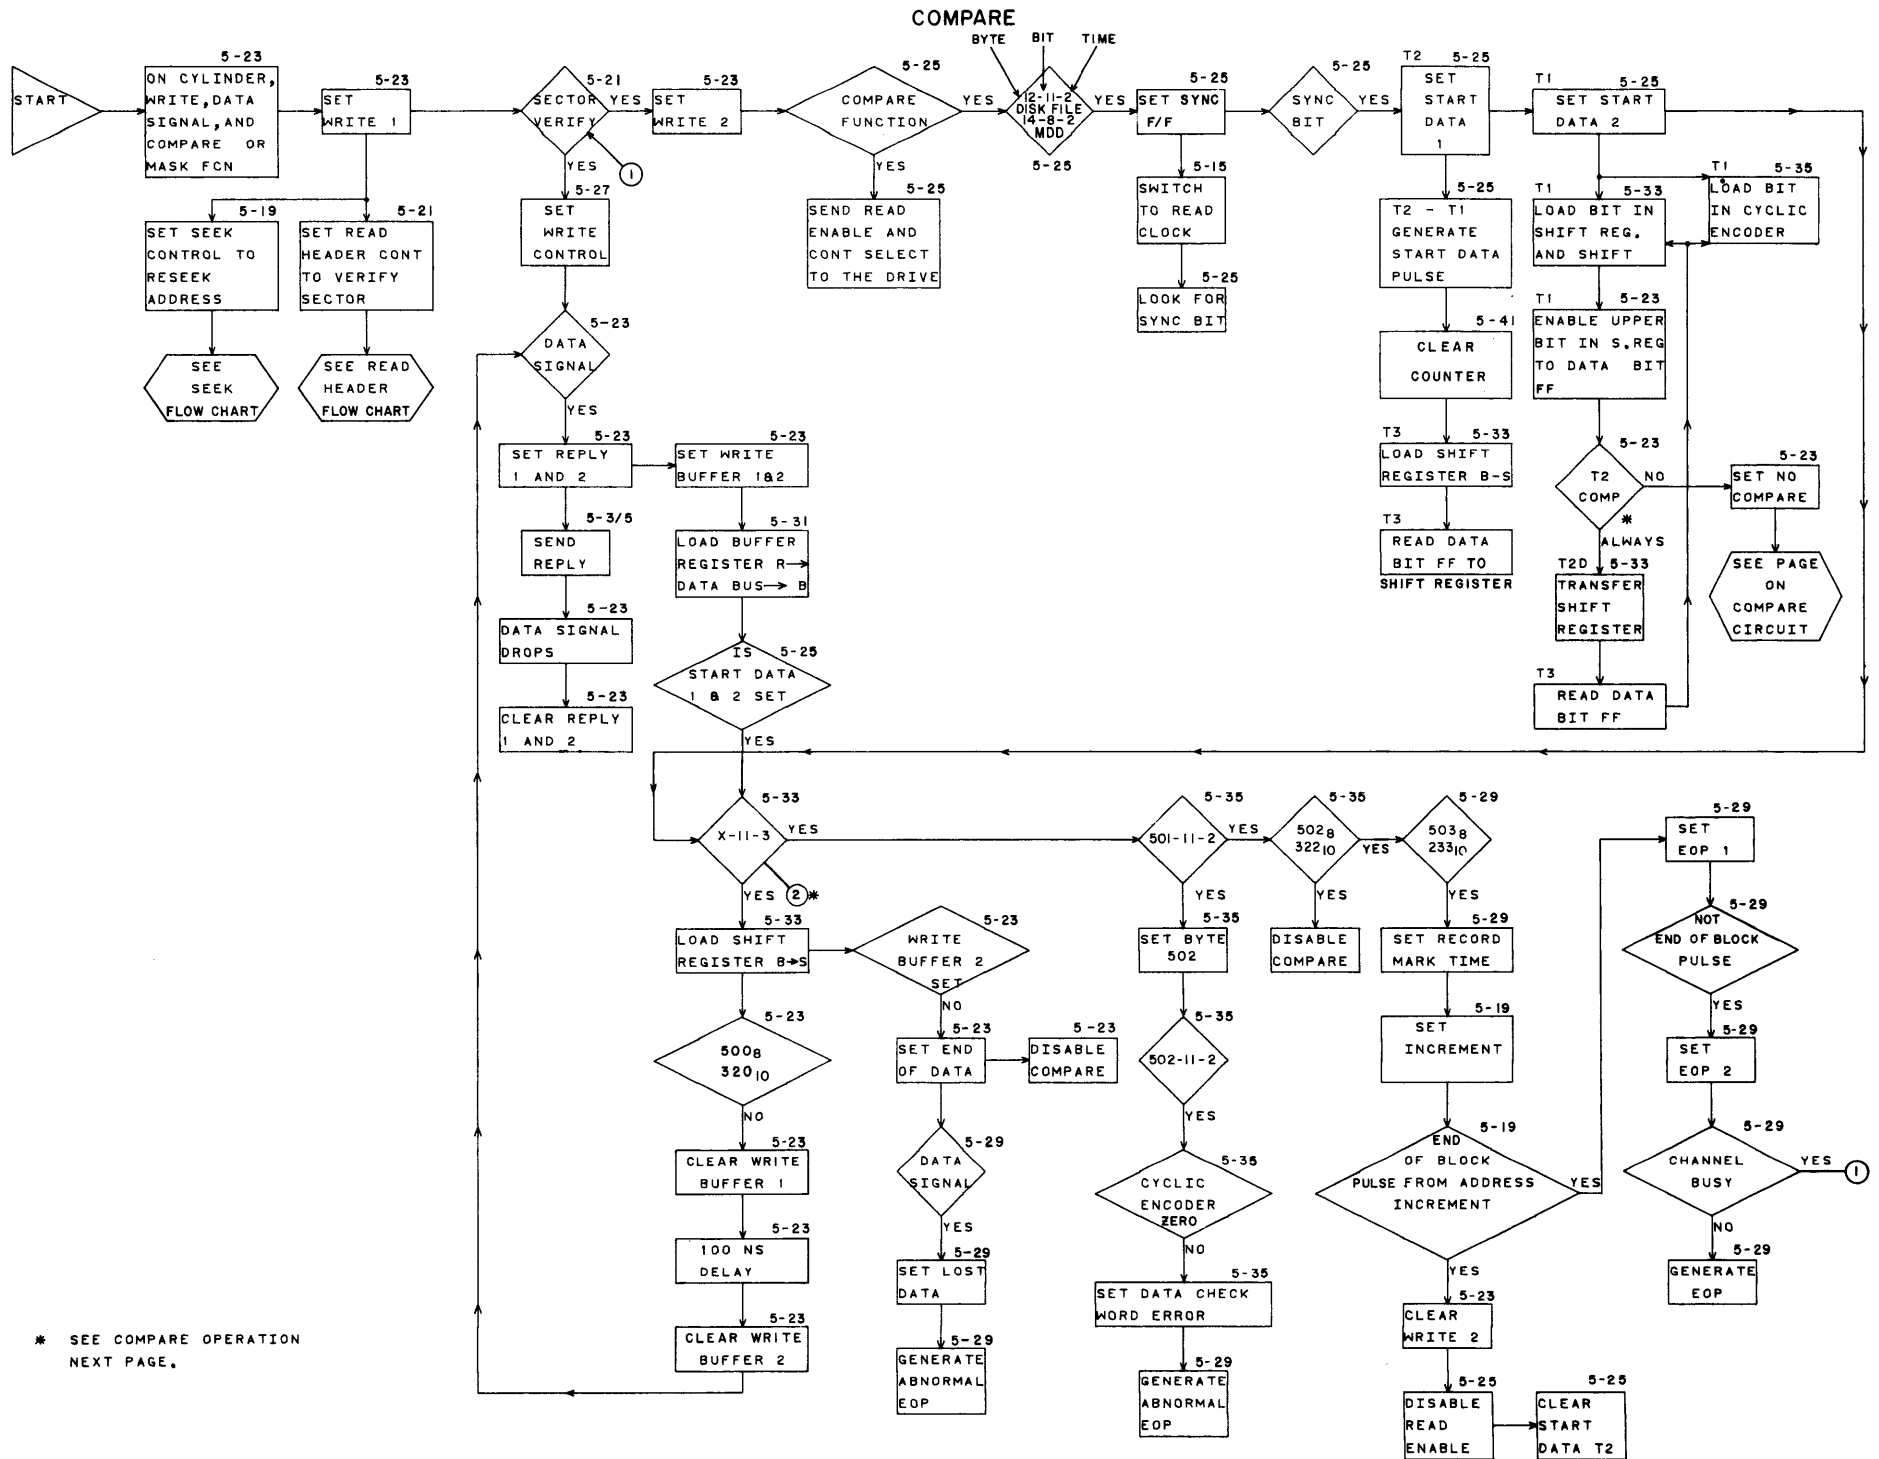 COMPARE
START
5-23
ON CYLINDER,
WRITE, DATA
SIGNAL, AND
COMPARE OR
MASK FCN
5-23
SET
WRITE 1
5-19
SET SEEK
CONTROL TO
RESEEK
ADDRESS
SEE
SEEK
FLOW CHART
5-21
SET READ
HEADER CONT
TO VERIFY
SECTOR
SEE READ
HEADER
FLOW CHART
5-21
SECTOR
VERIFY
YES
1
YES
5-27
SET
WRITE
CONTROL
5-23
DATA
SIGNAL
YES
5-23
SET REPLY
1 AND 2
5-3/5
SEND
REPLY
5-23
DATA SIGNAL
DROPS
5-23
CLEAR REPLY
1 AND 2
5-23
SET
WRITE 2
5-25
COMPARE
FUNCTION
YES
YES
5-25
SEND READ
ENABLE AND
CONT SELECT
TO THE DRIVE
BYTE BIT TIME
12-11-2
DISK FILE
14-8-2
MDD
5-25
YES
5-25
SET SYNC
F/F
5-15
SWITCH
TO READ
CLOCK
5-25
LOOK FOR
SYNC BIT
5-25
SYNC
BIT
YES
T2 5-25
SET
START
DATA
1
5-25
T2 - T1
GENERATE
START DATA
PULSE
5-41
CLEAR
COUNTER
T3 5-33
LOAD SHIFT
REGISTER B-S
T3
READ DATA
BIT FF TO
SHIFT REGISTER
T1 5-25
SET START
DATA 2
T1 5-33
LOAD BIT IN
SHIFT REG.
AND SHIFT
T1 5-35
LOAD BIT
IN CYCLIC
ENCODER
T1 5-23
ENABLE UPPER
BIT IN S.REG
TO DATA BIT
FF
5-23
T2
COMP
NO
*
ALWAYS
5-23
SET NO
COMPARE
SEE PAGE
ON
COMPARE
CIRCUIT
T2D 5-33
TRANSFER
SHIFT
REGISTER
T3
READ DATA
BIT FF
5-23
SET WRITE
BUFFER 1&2
5-31
LOAD BUFFER
REGISTER R→
DATA BUS→ B
IS 5-25
START DATA
1 & 2 SET
YES
5-33
X-11-3
YES
YES
2 *
5-33
LOAD SHIFT
REGISTER B→S
5-23
500₈
320₁₀
NO
5-23
CLEAR WRITE
BUFFER 1
5-23
100 NS
DELAY
5-23
CLEAR WRITE
BUFFER 2
5-23
WRITE
BUFFER 2
SET
NO
5-23
SET END
OF DATA
5-23
DISABLE
COMPARE
5-29
DATA
SIGNAL
YES
5-29
SET LOST
DATA
5-29
GENERATE
ABNORMAL
EOP
5-35
501-11-2
YES
YES
5-35
SET BYTE
502
5-35
502-11-2
YES
5-35
CYCLIC
ENCODER
ZERO
NO
5-35
SET DATA CHECK
WORD ERROR
5-29
GENERATE
ABNORMAL
EOP
5-35
502₈
322₁₀
YES
YES
DISABLE
COMPARE
5-29
503₈
233₁₀
YES
5-29
SET RECORD
MARK TIME
5-19
SET
INCREMENT
END 5-19
OF BLOCK
PULSE FROM ADDRESS
INCREMENT
YES
YES
5-23
CLEAR
WRITE 2
5-25
DISABLE
READ
ENABLE
5-25
CLEAR
START
DATA T2
5-29
SET
EOP 1
5-29
NOT
END OF BLOCK
PULSE
YES
5-29
SET
EOP 2
5-29
CHANNEL
BUSY
YES
1
NO
5-29
GENERATE
EOP
* SEE COMPARE OPERATION
NEXT PAGE.